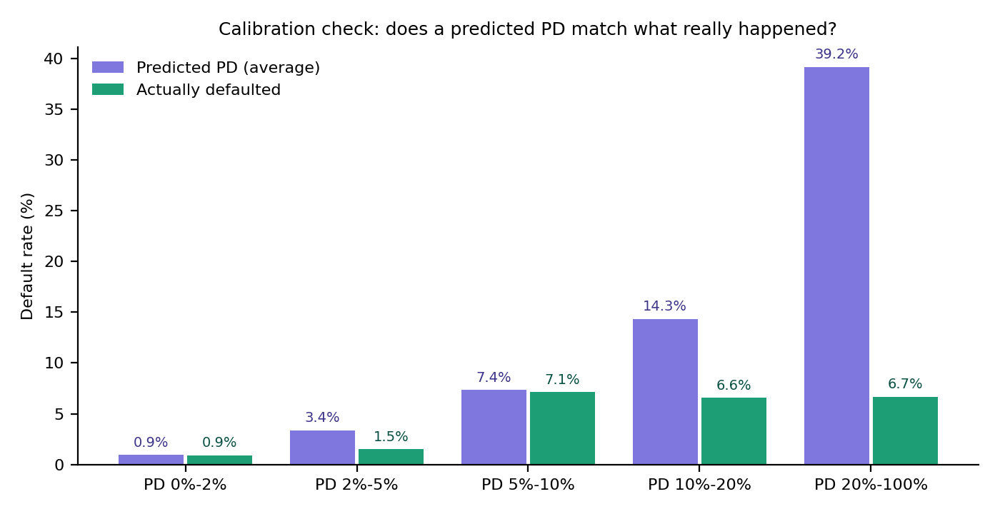 Calibration check: does a predicted PD match what really happened?
Predicted PD (average)
Actually defaulted
Default rate (%)
40
35
30
25
20
15
10
5
0
0.9%
0.9%
3.4%
1.5%
7.4%
7.1%
14.3%
6.6%
39.2%
6.7%
PD 0%-2%
PD 2%-5%
PD 5%-10%
PD 10%-20%
PD 20%-100%